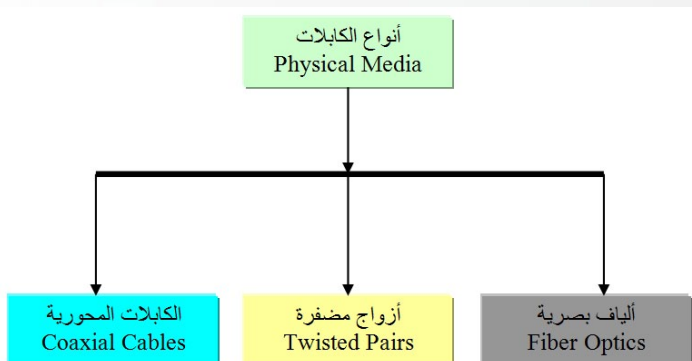 أنواع الكابلات
Physical Media
الكابلات المحورية
Coaxial Cables
أزواج مضفرة
Twisted Pairs
ألياف بصرية
Fiber Optics